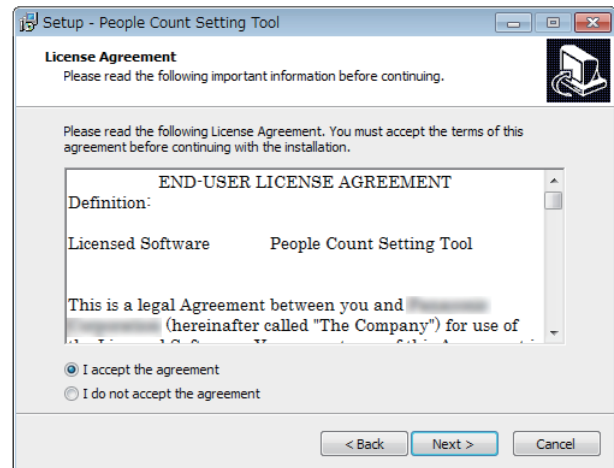 Setup - People Count Setting Tool
License Agreement
Please read the following important information before continuing.
Please read the following License Agreement. You must accept the terms of this
agreement before continuing with the installation.
END-USER LICENSE AGREEMENT
Definition:
Licensed Software People Count Setting Tool
This is a legal Agreement between you and
(hereinafter called "The Company") for use of
I accept the agreement
I do not accept the agreement
< Back Next > Cancel